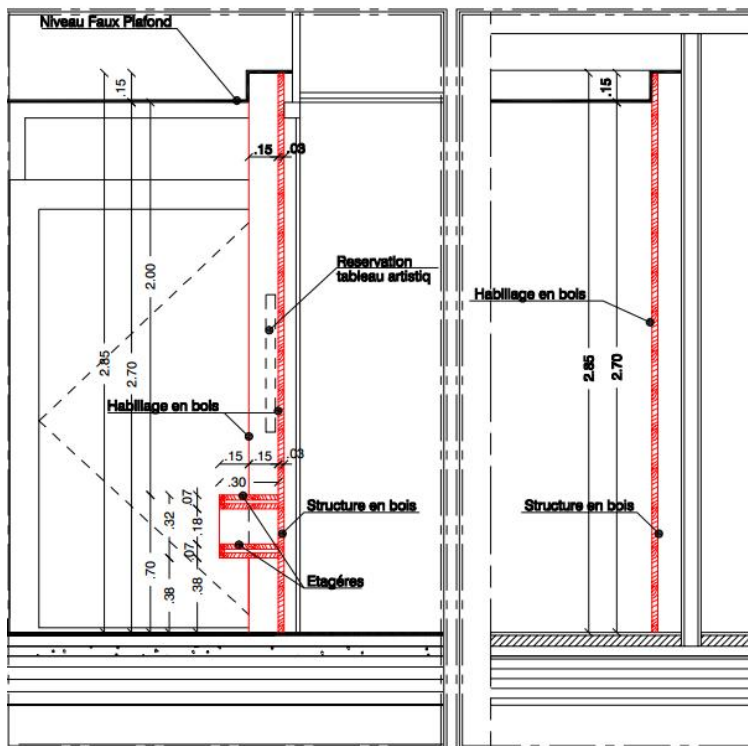 Niveau Faux Plafond
.15
.15
.15
.03
2.00
Reservation
tableau artistiq
Habillage en bois
2.85
2.70
2.85
2.70
Habillage en bois
.15
.15
.03
.30
.07
.32
.18
Structure en bois
Structure en bois
.07
.70
.38
.38
Etagéres